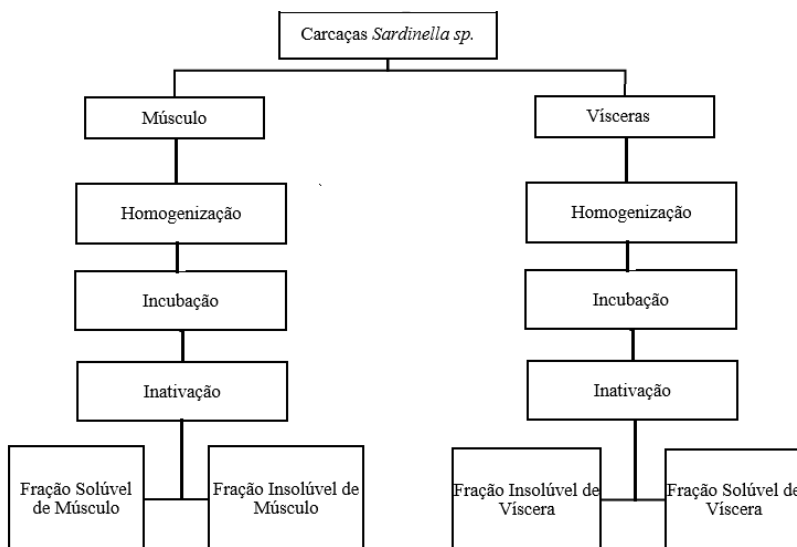 Carcaças Sardinella sp.
Músculo
Vísceras
Homogenização
Homogenização
Incubação
Incubação
Inativação
Inativação
Fração Solúvel
de Músculo
Fração Insolúvel de
Músculo
Fração Insolúvel de
Víscera
Fração Solúvel de
Víscera